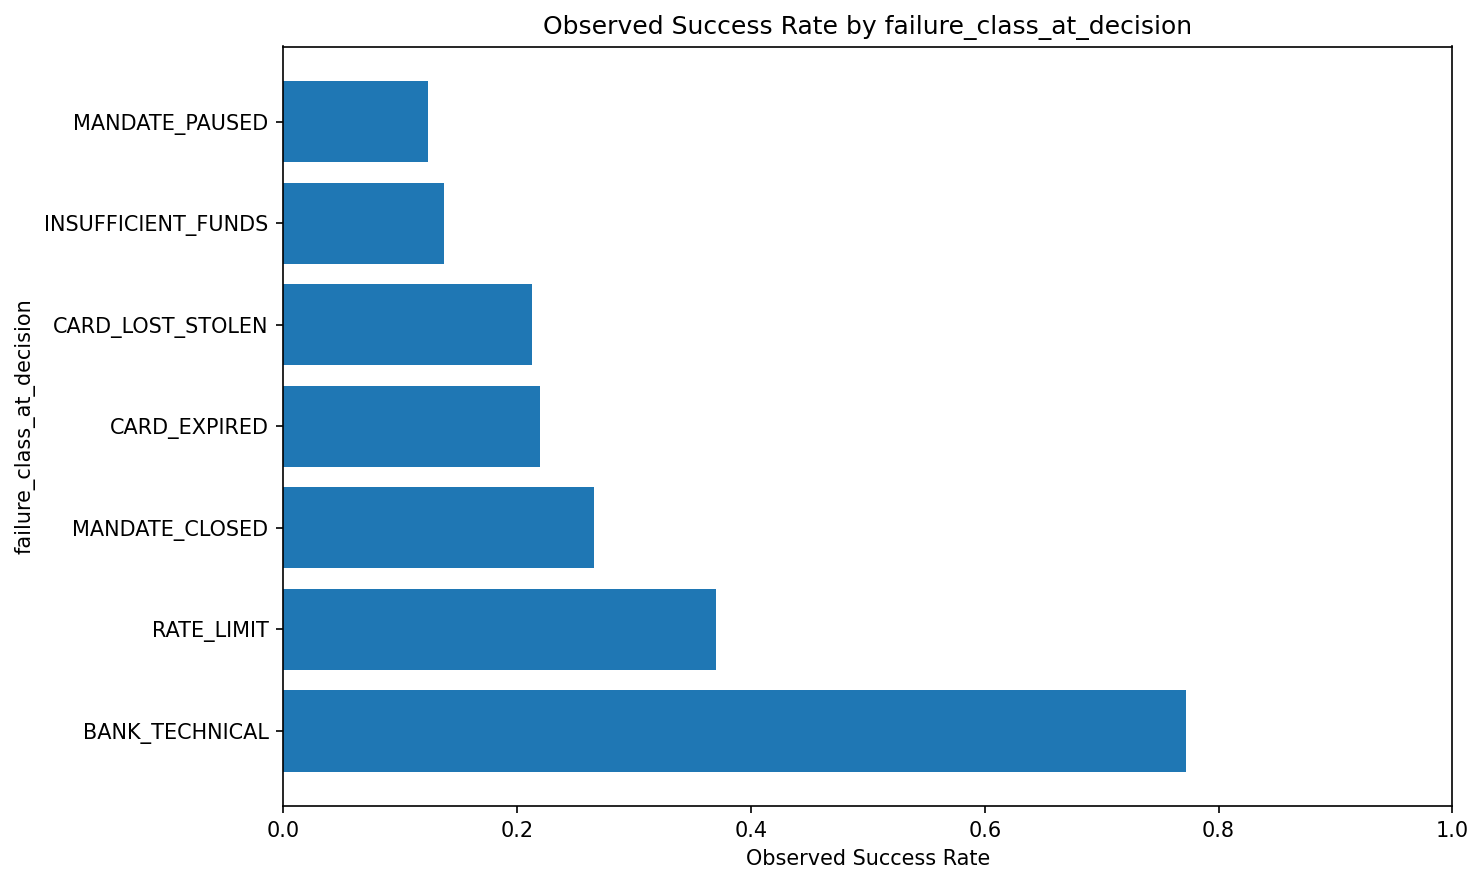 Observed Success Rate by failure_class_at_decision
failure_class_at_decision
MANDATE_PAUSED
INSUFFICIENT_FUNDS
CARD_LOST_STOLEN
CARD_EXPIRED
MANDATE_CLOSED
RATE_LIMIT
BANK_TECHNICAL
0.0 0.2 0.4 0.6 0.8 1.0
Observed Success Rate